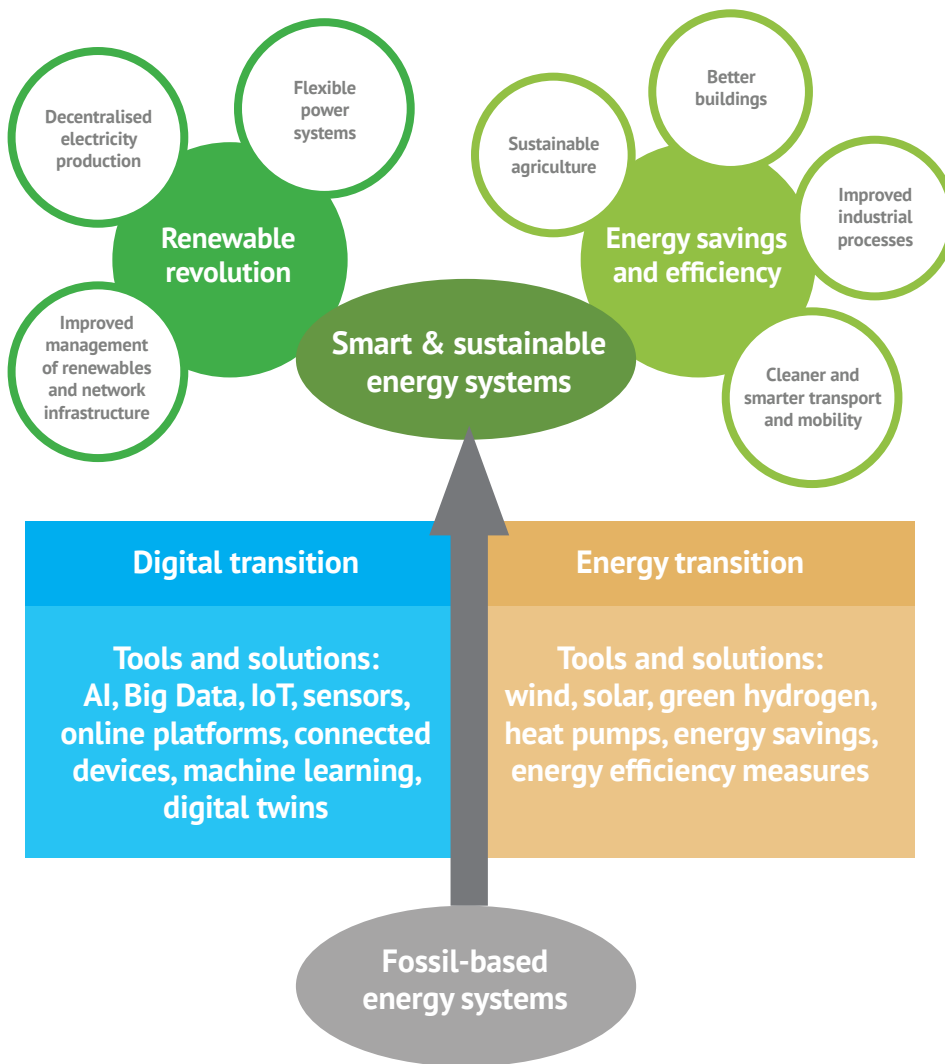 Decentralised
electricity
production
Flexible
power
systems
Renewable
revolution
Improved
management
of renewables
and network
infrastructure
Better
buildings
Sustainable
agriculture
Improved
industrial
processes
Energy savings
and efficiency
Cleaner and
smarter transport
and mobility
Smart & sustainable
energy systems
Digital transition
Tools and solutions:
AI, Big Data, IoT, sensors,
online platforms, connected
devices, machine learning,
digital twins
Energy transition
Tools and solutions:
wind, solar, green hydrogen,
heat pumps, energy savings,
energy efficiency measures
Fossil-based
energy systems